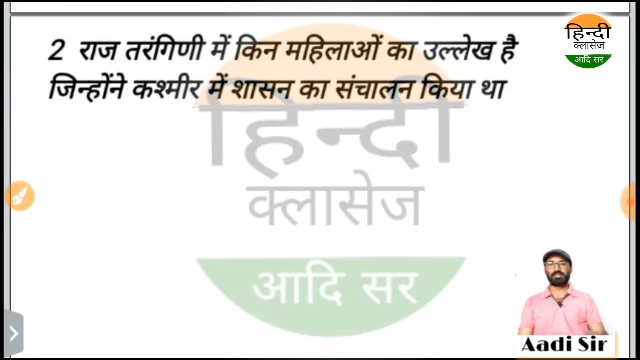 हिन्दी
क्लासेज
आदि सर
2 राज तरंगिणी में किन महिलाओं का उल्लेख है
जिन्होंने कश्मीर में शासन का संचालन किया था
हिन्दी
क्लासेज
आदि सर
Aadi Sir